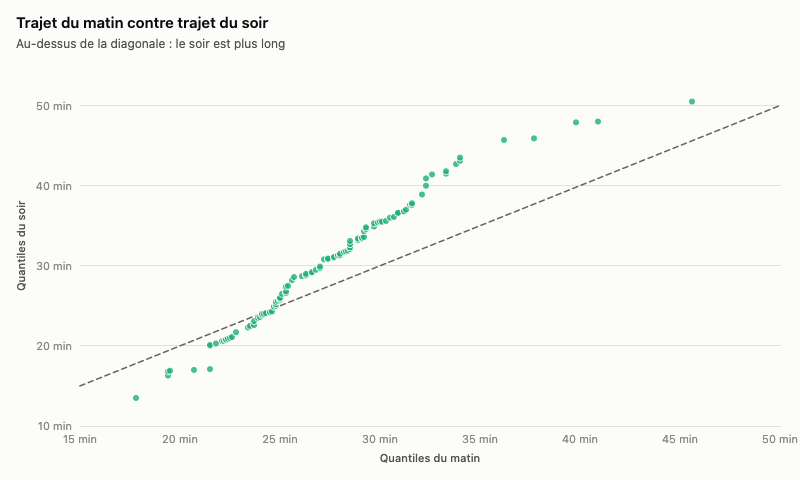 Trajet du matin contre trajet du soir
Au-dessus de la diagonale : le soir est plus long
50 min
40 min
30 min
20 min
10 min
Quantiles du soir
15 min
20 min
25 min
30 min
35 min
40 min
45 min
50 min
Quantiles du matin